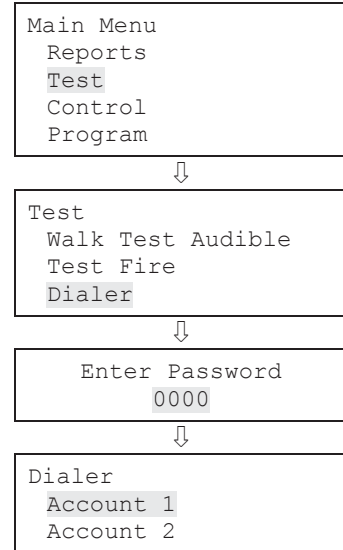 Main Menu
Reports
Test
Control
Program
Test
Walk Test Audible
Test Fire
Dialer
Enter Password
0000
Dialer
Account 1
Account 2